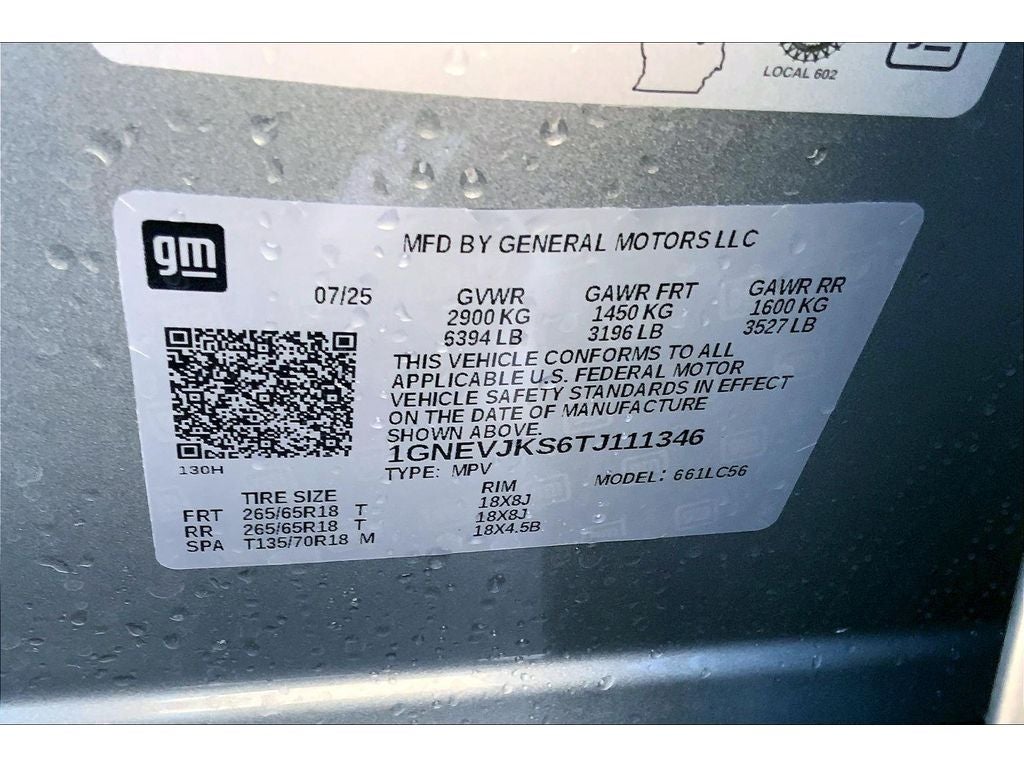 LOCAL 602
gm
MFD BY GENERAL MOTORS LLC
07/25 GVWR GAWR FRT GAWR RR
2900 KG 1450 KG 1600 KG
6394 LB 3196 LB 3527 LB
THIS VEHICLE CONFORMS TO ALL
APPLICABLE U.S. FEDERAL MOTOR
VEHICLE SAFETY STANDARDS IN EFFECT
ON THE DATE OF MANUFACTURE
SHOWN ABOVE.
1GNEVJKS6TJ111346
130H
TYPE: MPV MODEL: 661LC56
TIRE SIZE RIM
FRT 265/65R18 T 18X8J
RR 265/65R18 T 18X8J
SPA T135/70R18 M 18X4.5B